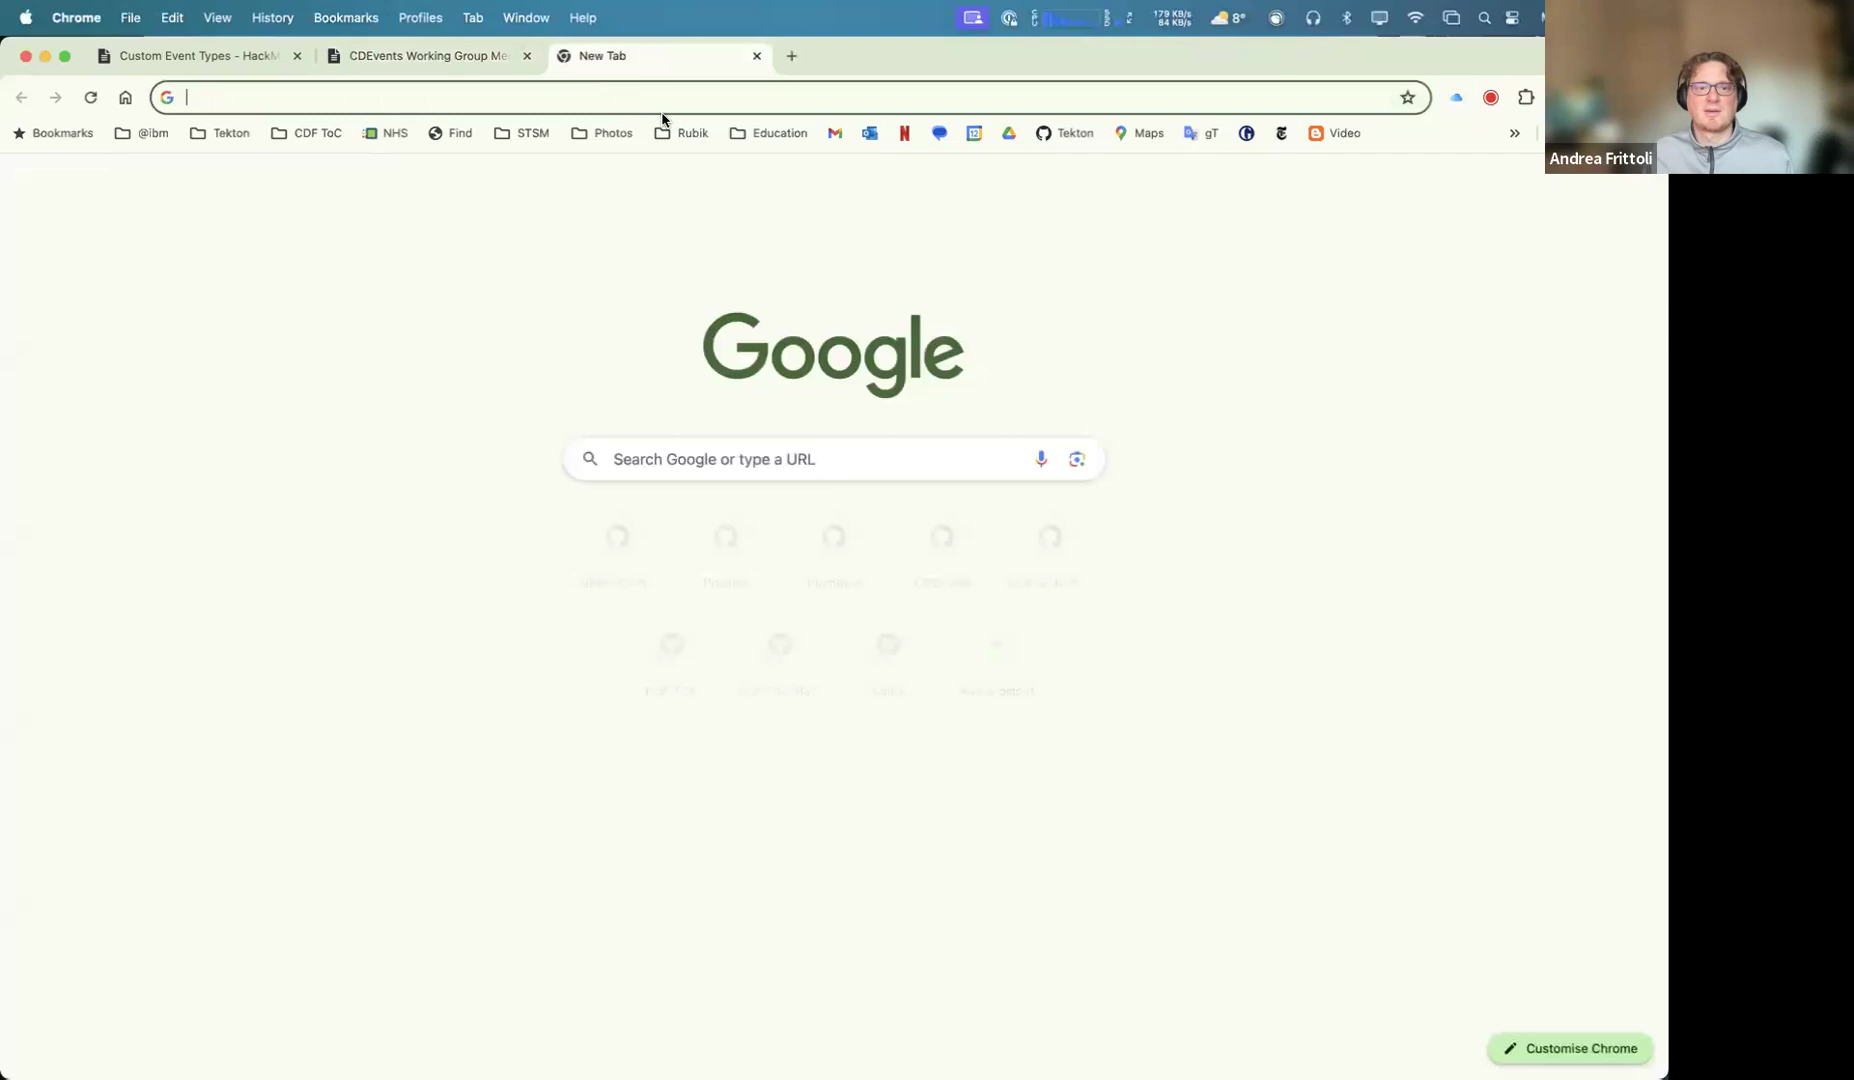 Chrome File Edit View History Bookmarks Profiles Tab Window Help 179 KB/s 84 KB/s 8°
Custom Event Types - HackM CDEvents Working Group Me New Tab
Bookmarks @ibm Tekton CDF ToC NHS Find STSM Photos Rubik Education Tekton Maps gT Video
Andrea Frittoli
Google
Search Google or type a URL
Customise Chrome